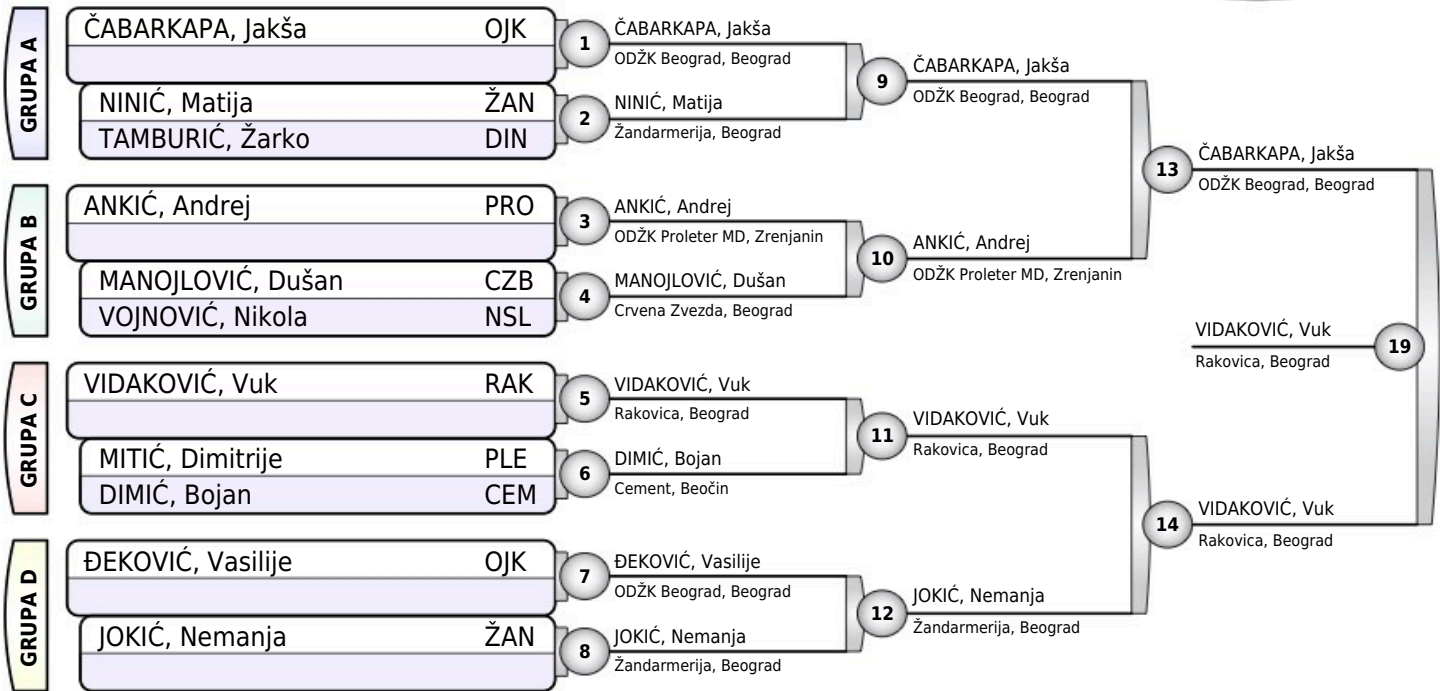 GRUPA A
ČABARKAPA, Jakša OJK
NINIĆ, Matija ŽAN
TAMBURIĆ, Žarko DIN
GRUPA B
ANKIĆ, Andrej PRO
MANOJLOVIĆ, Dušan CZB
VOJNOVIĆ, Nikola NSL
GRUPA C
VIDAKOVIĆ, Vuk RAK
MITIĆ, Dimitrije PLE
DIMIĆ, Bojan CEM
GRUPA D
ĐEKOVIĆ, Vasilije OJK
JOKIĆ, Nemanja ŽAN
1
ČABARKAPA, Jakša
ODŽK Beograd, Beograd
2
NINIĆ, Matija
Žandarmerija, Beograd
3
ANKIĆ, Andrej
ODŽK Proleter MD, Zrenjanin
4
MANOJLOVIĆ, Dušan
Crvena Zvezda, Beograd
5
VIDAKOVIĆ, Vuk
Rakovica, Beograd
6
DIMIĆ, Bojan
Cement, Beočin
7
ĐEKOVIĆ, Vasilije
ODŽK Beograd, Beograd
8
JOKIĆ, Nemanja
Žandarmerija, Beograd
9
ČABARKAPA, Jakša
ODŽK Beograd, Beograd
10
ANKIĆ, Andrej
ODŽK Proleter MD, Zrenjanin
11
VIDAKOVIĆ, Vuk
Rakovica, Beograd
12
JOKIĆ, Nemanja
Žandarmerija, Beograd
13
ČABARKAPA, Jakša
ODŽK Beograd, Beograd
14
VIDAKOVIĆ, Vuk
Rakovica, Beograd
VIDAKOVIĆ, Vuk
Rakovica, Beograd
19